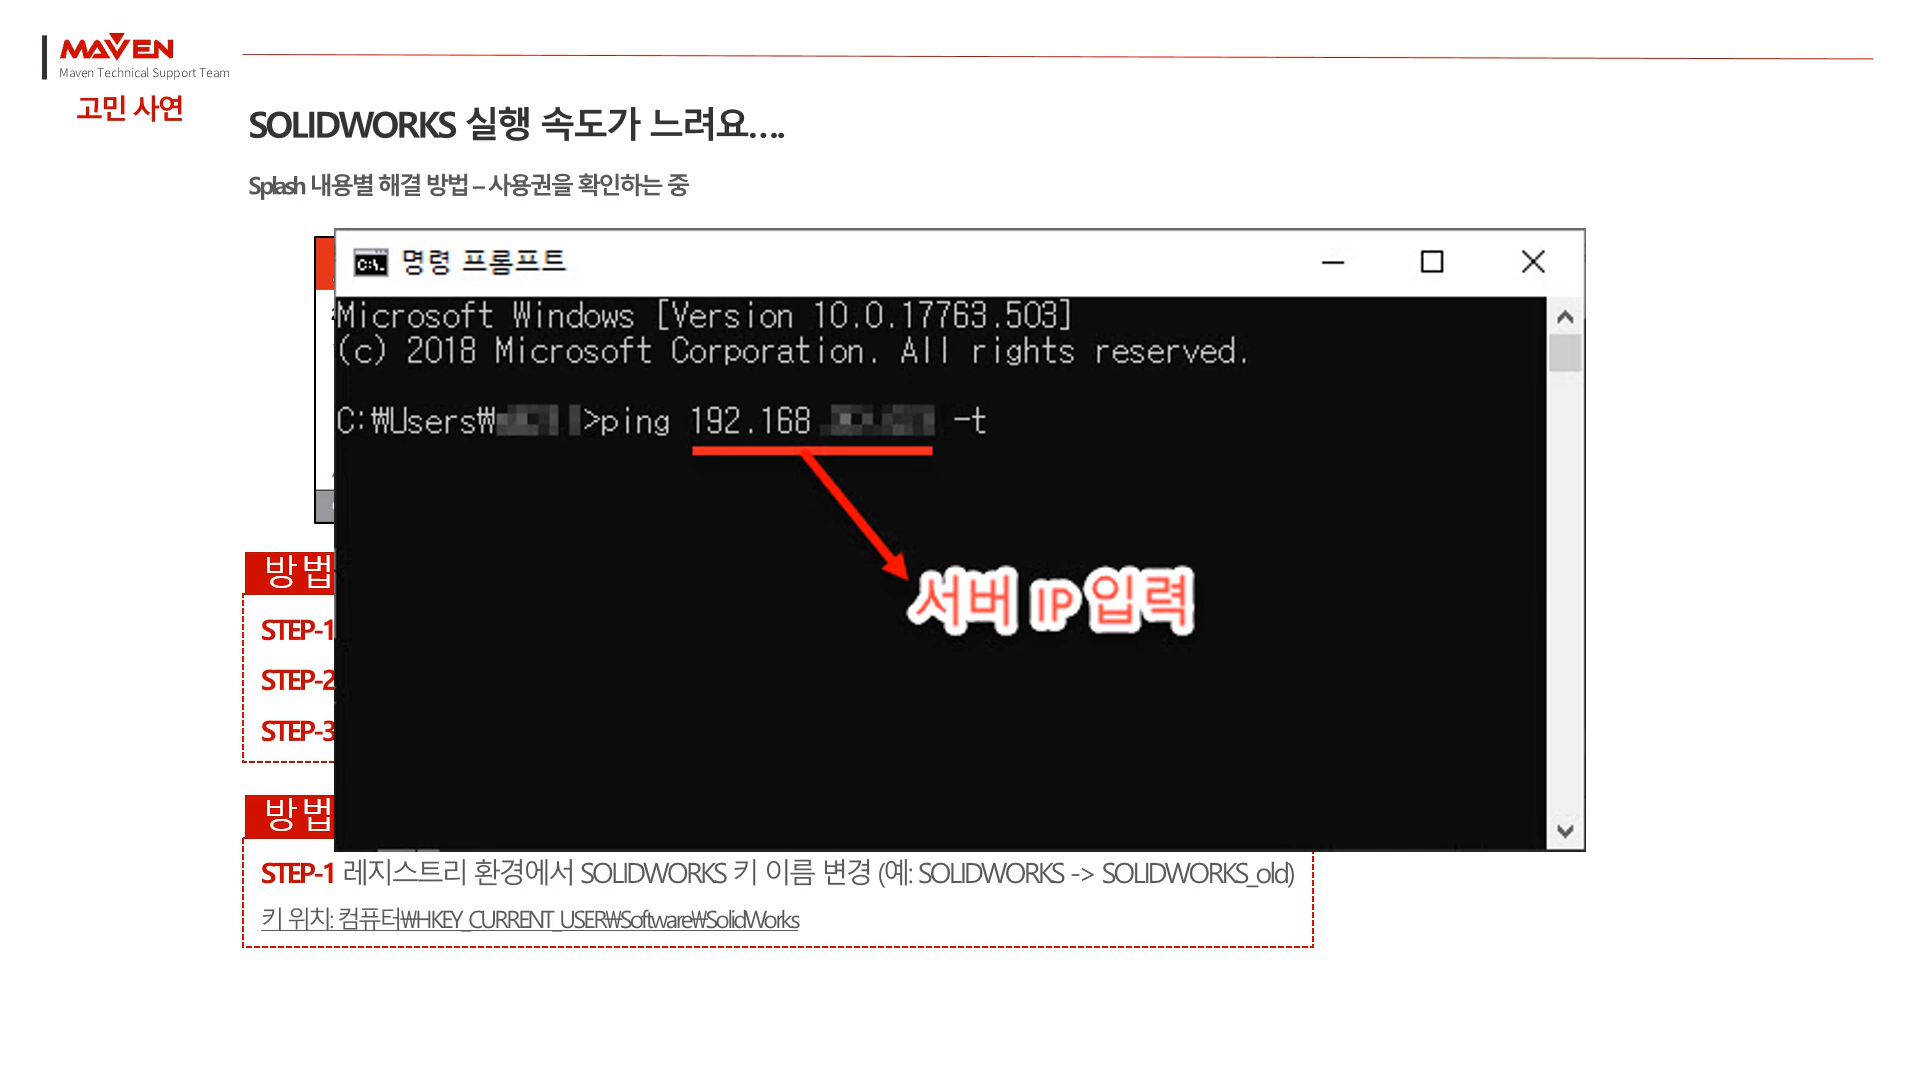 MAVEN
Maven Technical Support Team
고민 사연
SOLIDWORKS 실행 속도가 느려요....
Splash 내용별 해결 방법 – 사용권을 확인하는 중
명령 프롬프트
Microsoft Windows [Version 10.0.17763.503]
(c) 2018 Microsoft Corporation. All rights reserved.
C:₩Users₩ >ping 192.168 -t
서버 IP 입력
방법
STEP-1
STEP-2
STEP-3
방법
STEP-1 레지스트리 환경에서 SOLIDWORKS 키 이름 변경 (예: SOLIDWORKS -> SOLIDWORKS_old)
키 위치: 컴퓨터₩HKEY_CURRENT_USER₩Software₩SolidWorks